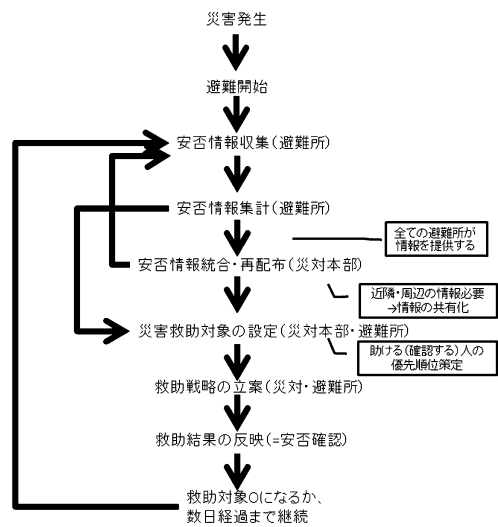 災害発生
避難開始
安否情報収集(避難所)
安否情報集計(避難所)
全ての避難所が
情報を提供する
安否情報統合・再配布(災対本部)
近隣・周辺の情報必要
→情報の共有化
災害救助対象の設定(災対本部・避難所)
助ける(確認する)人の
優先順位策定
救助戦略の立案(災対・避難所)
救助結果の反映(=安否確認)
救助対象0になるか、
数日経過まで継続